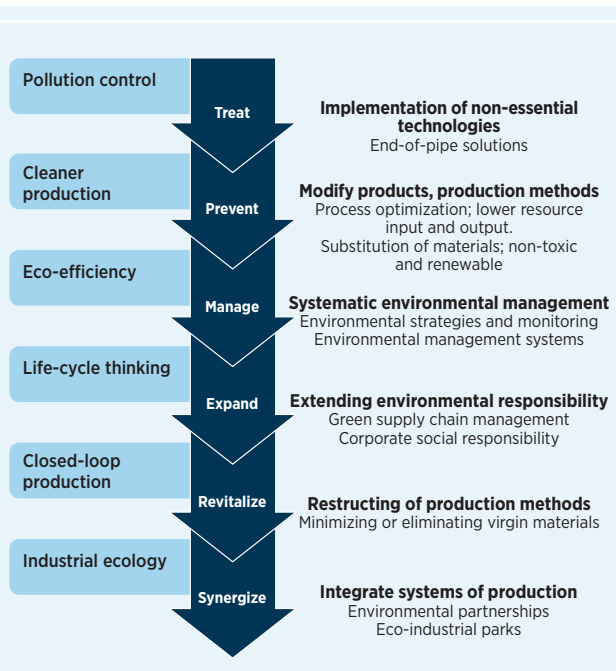 Pollution control
Treat
Implementation of non-essential
technologies
End-of-pipe solutions
Cleaner
production
Prevent
Modify products, production methods
Process optimization; lower resource
input and output.
Substitution of materials; non-toxic
and renewable
Eco-efficiency
Manage
Systematic environmental management
Environmental strategies and monitoring
Environmental management systems
Life-cycle thinking
Expand
Extending environmental responsibility
Green supply chain management
Corporate social responsibility
Closed-loop
production
Revitalize
Restructing of production methods
Minimizing or eliminating virgin materials
Industrial ecology
Synergize
Integrate systems of production
Environmental partnerships
Eco-industrial parks